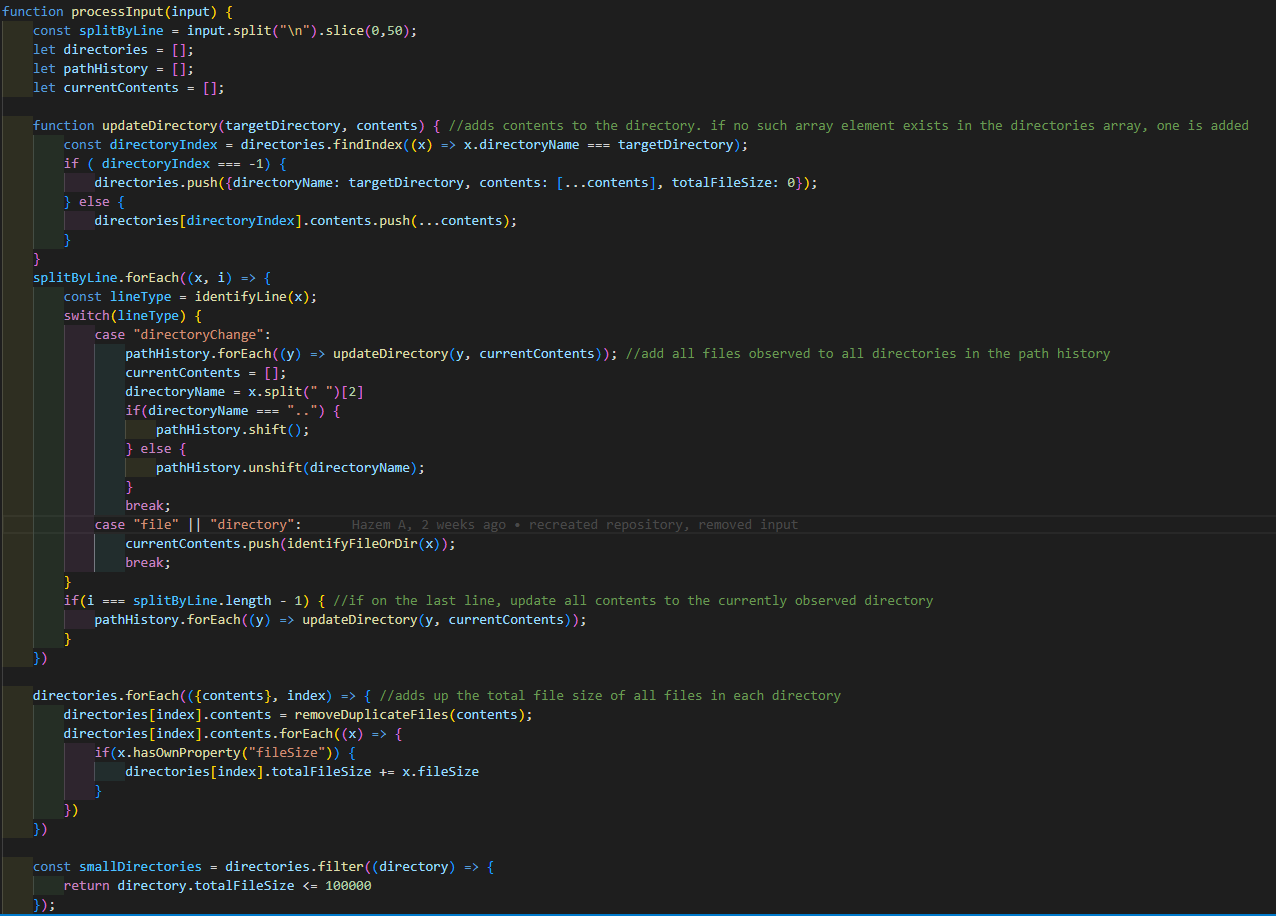 function processInput(input) {
    const splitByLine = input.split("\n").slice(0,50);
    let directories = [];
    let pathHistory = [];
    let currentContents = [];

    function updateDirectory(targetDirectory, contents) { //adds contents to the directory. if no such array element exists in the directories array, one is added
        const directoryIndex = directories.findIndex((x) => x.directoryName === targetDirectory);
        if ( directoryIndex === -1) {
            directories.push({directoryName: targetDirectory, contents: [...contents], totalFileSize: 0});
        } else {
            directories[directoryIndex].contents.push(...contents);
        }
    }
    splitByLine.forEach((x, i) => {
        const lineType = identifyLine(x);
        switch(lineType) {
            case "directoryChange":
                pathHistory.forEach((y) => updateDirectory(y, currentContents)); //add all files observed to all directories in the path history
                currentContents = [];
                directoryName = x.split(" ")[2]
                if(directoryName === "..") {
                    pathHistory.shift();
                } else {
                    pathHistory.unshift(directoryName);
                }
                break;
            case "file" || "directory":      Hazem A, 2 weeks ago • recreated repository, removed input
                currentContents.push(identifyFileOrDir(x));
                break;
        }
        if(i === splitByLine.length - 1) { //if on the last line, update all contents to the currently observed directory
            pathHistory.forEach((y) => updateDirectory(y, currentContents));
        }
    })

    directories.forEach(({contents}, index) => { //adds up the total file size of all files in each directory
        directories[index].contents = removeDuplicateFiles(contents);
        directories[index].contents.forEach((x) => {
            if(x.hasOwnProperty("fileSize")) {
                directories[index].totalFileSize += x.fileSize
            }
        })
    })

    const smallDirectories = directories.filter((directory) => {
        return directory.totalFileSize <= 100000
    });